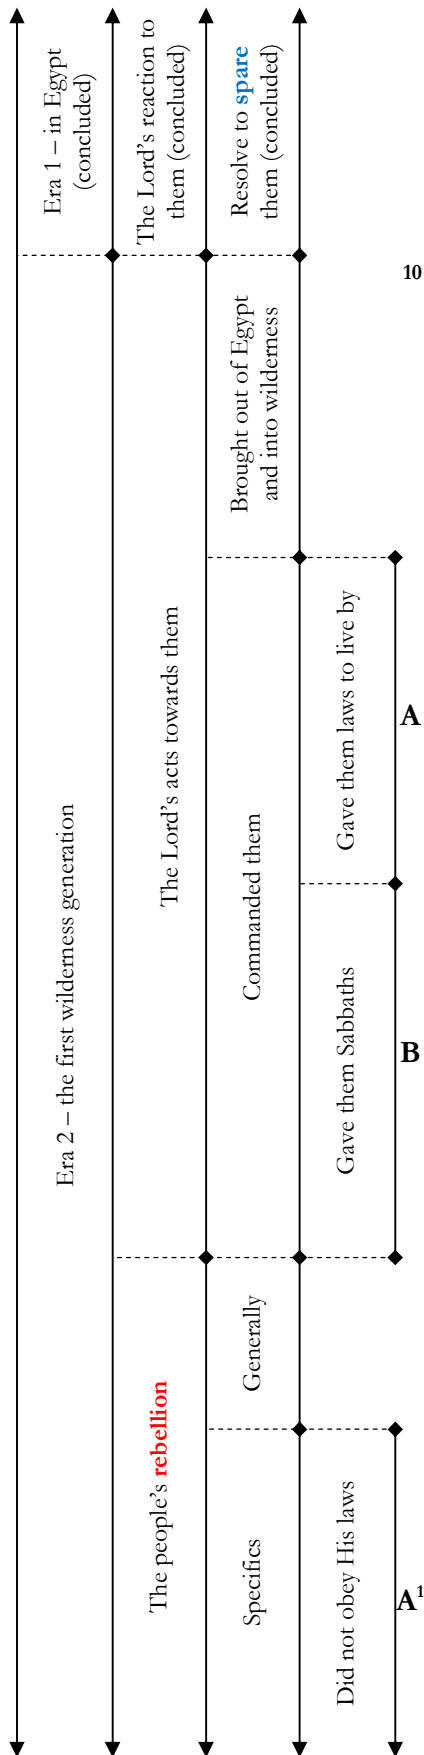 Era 1 – in Egypt
(concluded)
The Lord's reaction to
them (concluded)
Resolve to spare
them (concluded)
10
Brought out of Egypt
and into wilderness
Era 2 – the first wilderness generation
The Lord's acts towards them
Commanded them
Gave them laws to live by
A
Gave them Sabbaths
B
The people's rebellion
Generally
Specifics
Did not obey His laws
A¹